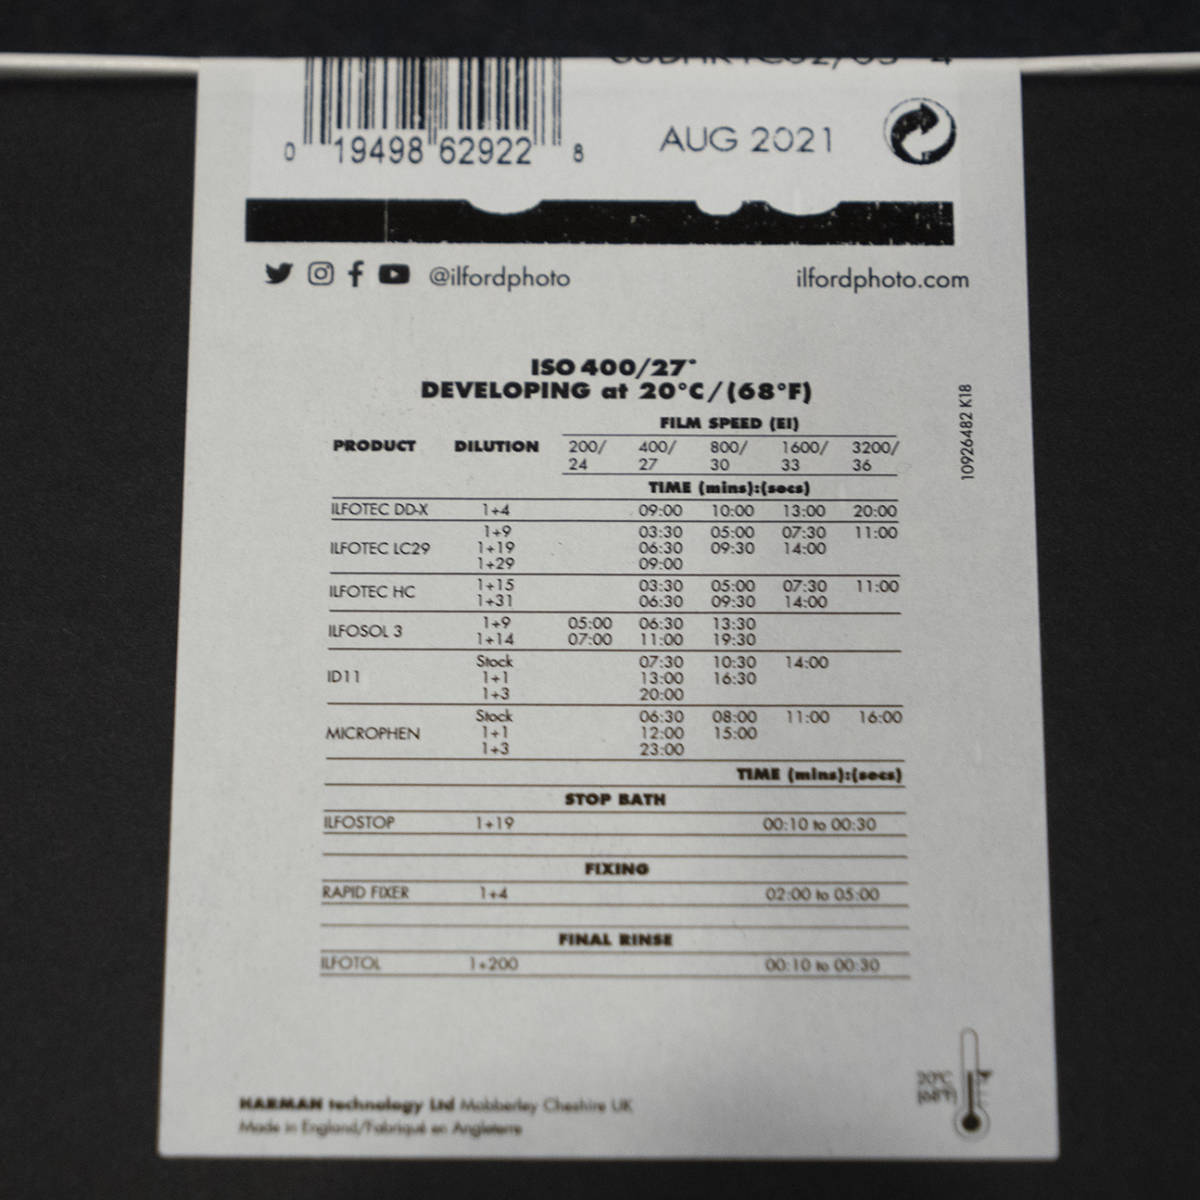 0 19498 62922 8
AUG 2021
@ilfordphoto ilfordphoto.com
ISO 400/27°
DEVELOPING at 20°C/(68°F)
10926482 K18
FILM SPEED (EI)
PRODUCT DILUTION 200/24 400/27 800/30 1600/33 3200/36
TIME (mins):(secs)
ILFOTEC DD-X 1+4 09:00 10:00 13:00 20:00
1+9 03:30 05:00 07:30 11:00
ILFOTEC LC29 1+19 06:30 09:30 14:00
1+29 09:00
ILFOTEC HC 1+15 03:30 05:00 07:30 11:00
1+31 06:30 09:30 14:00
ILFOSOL 3 1+9 05:00 06:30 13:30
1+14 07:00 11:00 19:30
Stock 07:30 10:30 14:00
ID11 1+1 13:00 16:30
1+3 20:00
Stock 06:30 08:00 11:00 16:00
MICROPHEN 1+1 12:00 15:00
1+3 23:00
TIME (mins):(secs)
STOP BATH
ILFOSTOP 1+19 00:10 to 00:30
FIXING
RAPID FIXER 1+4 02:00 to 05:00
FINAL RINSE
ILFOTOL 1+200 00:10 to 00:30
20°C
(68°F)
HARMAN technology Ltd Mobberley Cheshire UK
Made in England/Fabriqué en Angleterre